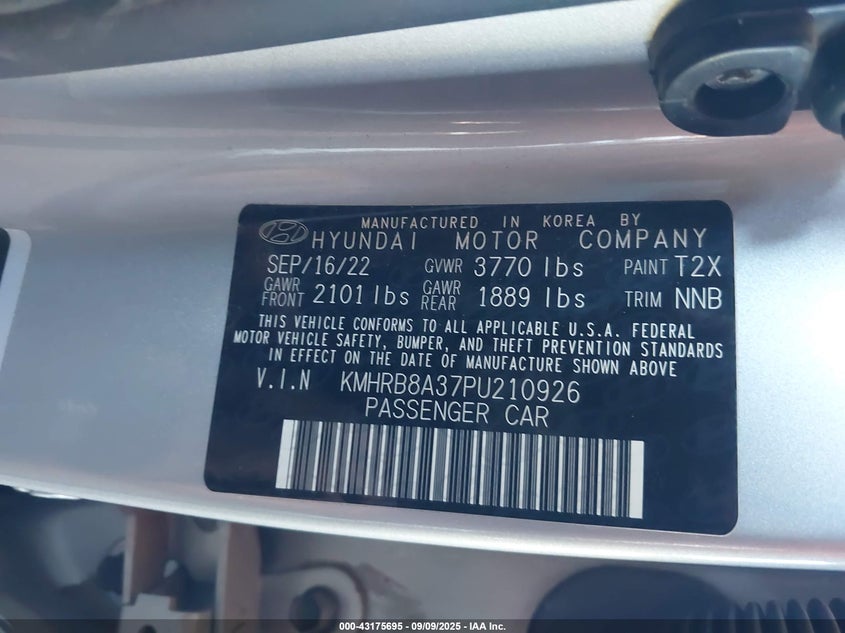 MANUFACTURED IN KOREA BY
HYUNDAI MOTOR COMPANY
SEP/16/22 GVWR 3770 lbs PAINT T2X
GAWR FRONT 2101 lbs GAWR REAR 1889 lbs TRIM NNB
THIS VEHICLE CONFORMS TO ALL APPLICABLE U.S.A. FEDERAL
MOTOR VEHICLE SAFETY, BUMPER, AND THEFT PREVENTION STANDARDS
IN EFFECT ON THE DATE OF MANUFACTURE SHOWN ABOVE
V.I.N KMHRB8A37PU210926
PASSENGER CAR
000-43175695 - 09/09/2025 - IAA Inc.